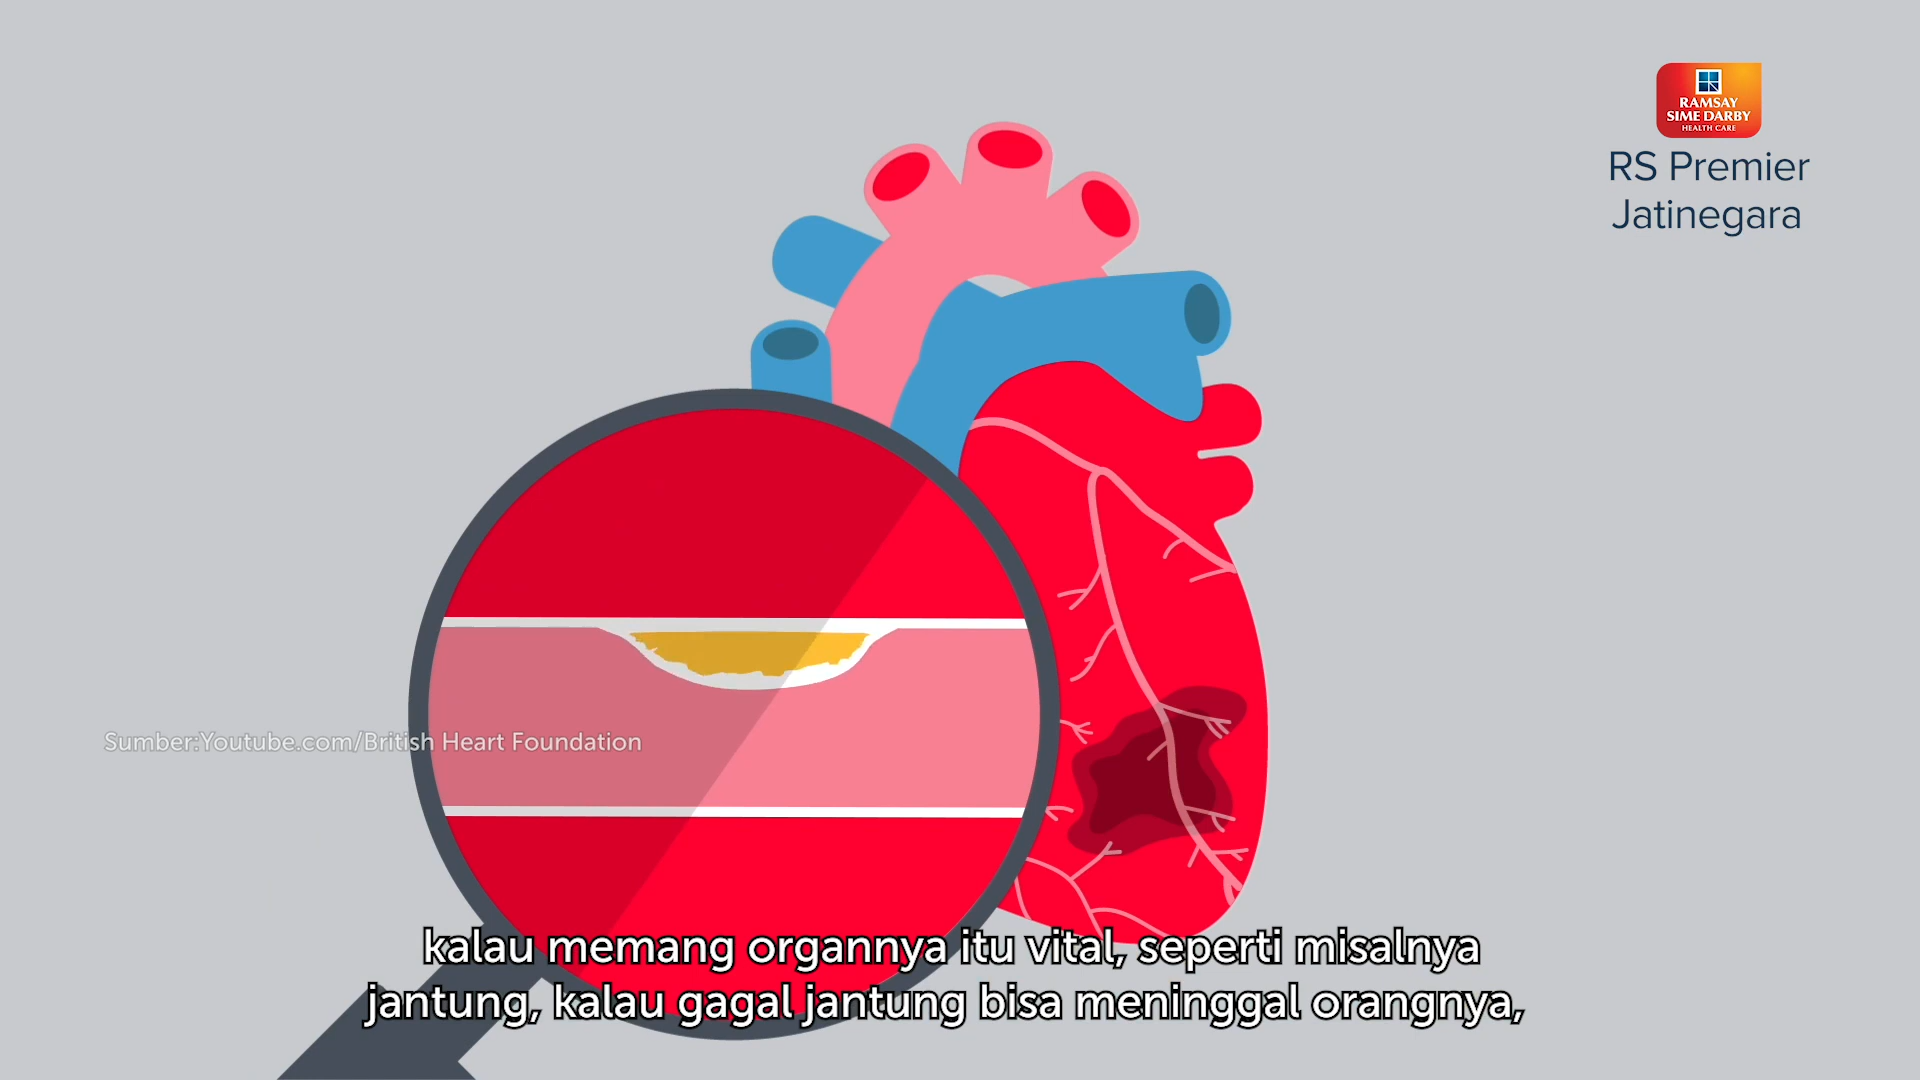 RAMSAY
SIME DARBY
HEALTH CARE
RS Premier
Jatinegara
Sumber:Youtube.com/British Heart Foundation
kalau memang organnya itu vital, seperti misalnya
jantung, kalau gagal jantung bisa meninggal orangnya,